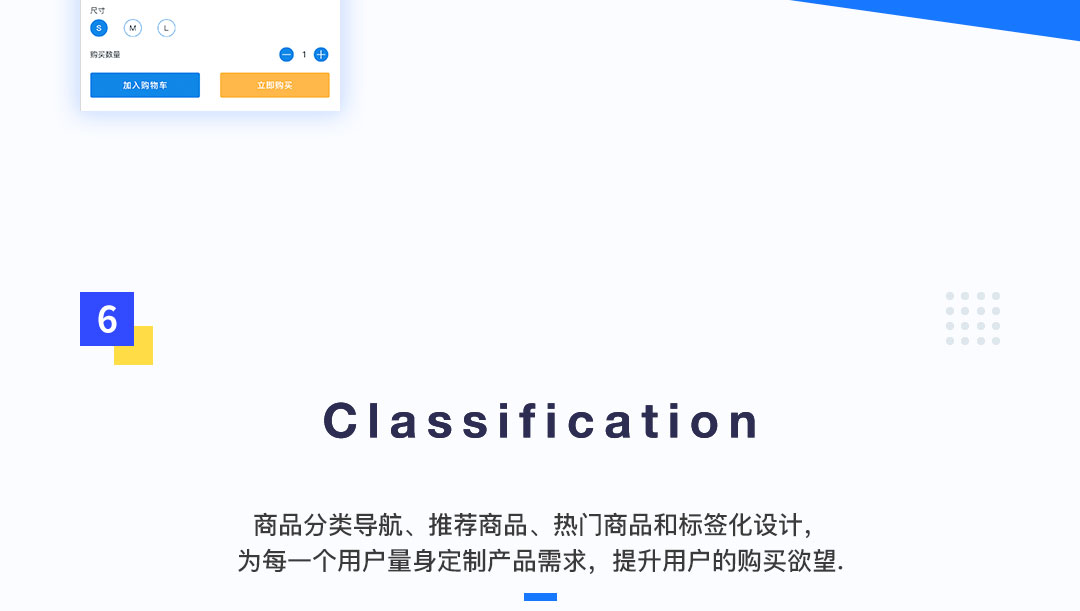 尺寸
S M L
购买数量 1
加入购物车 立即购买
6
Classification
商品分类导航、推荐商品、热门商品和标签化设计，
为每一个用户量身定制产品需求，提升用户的购买欲望.